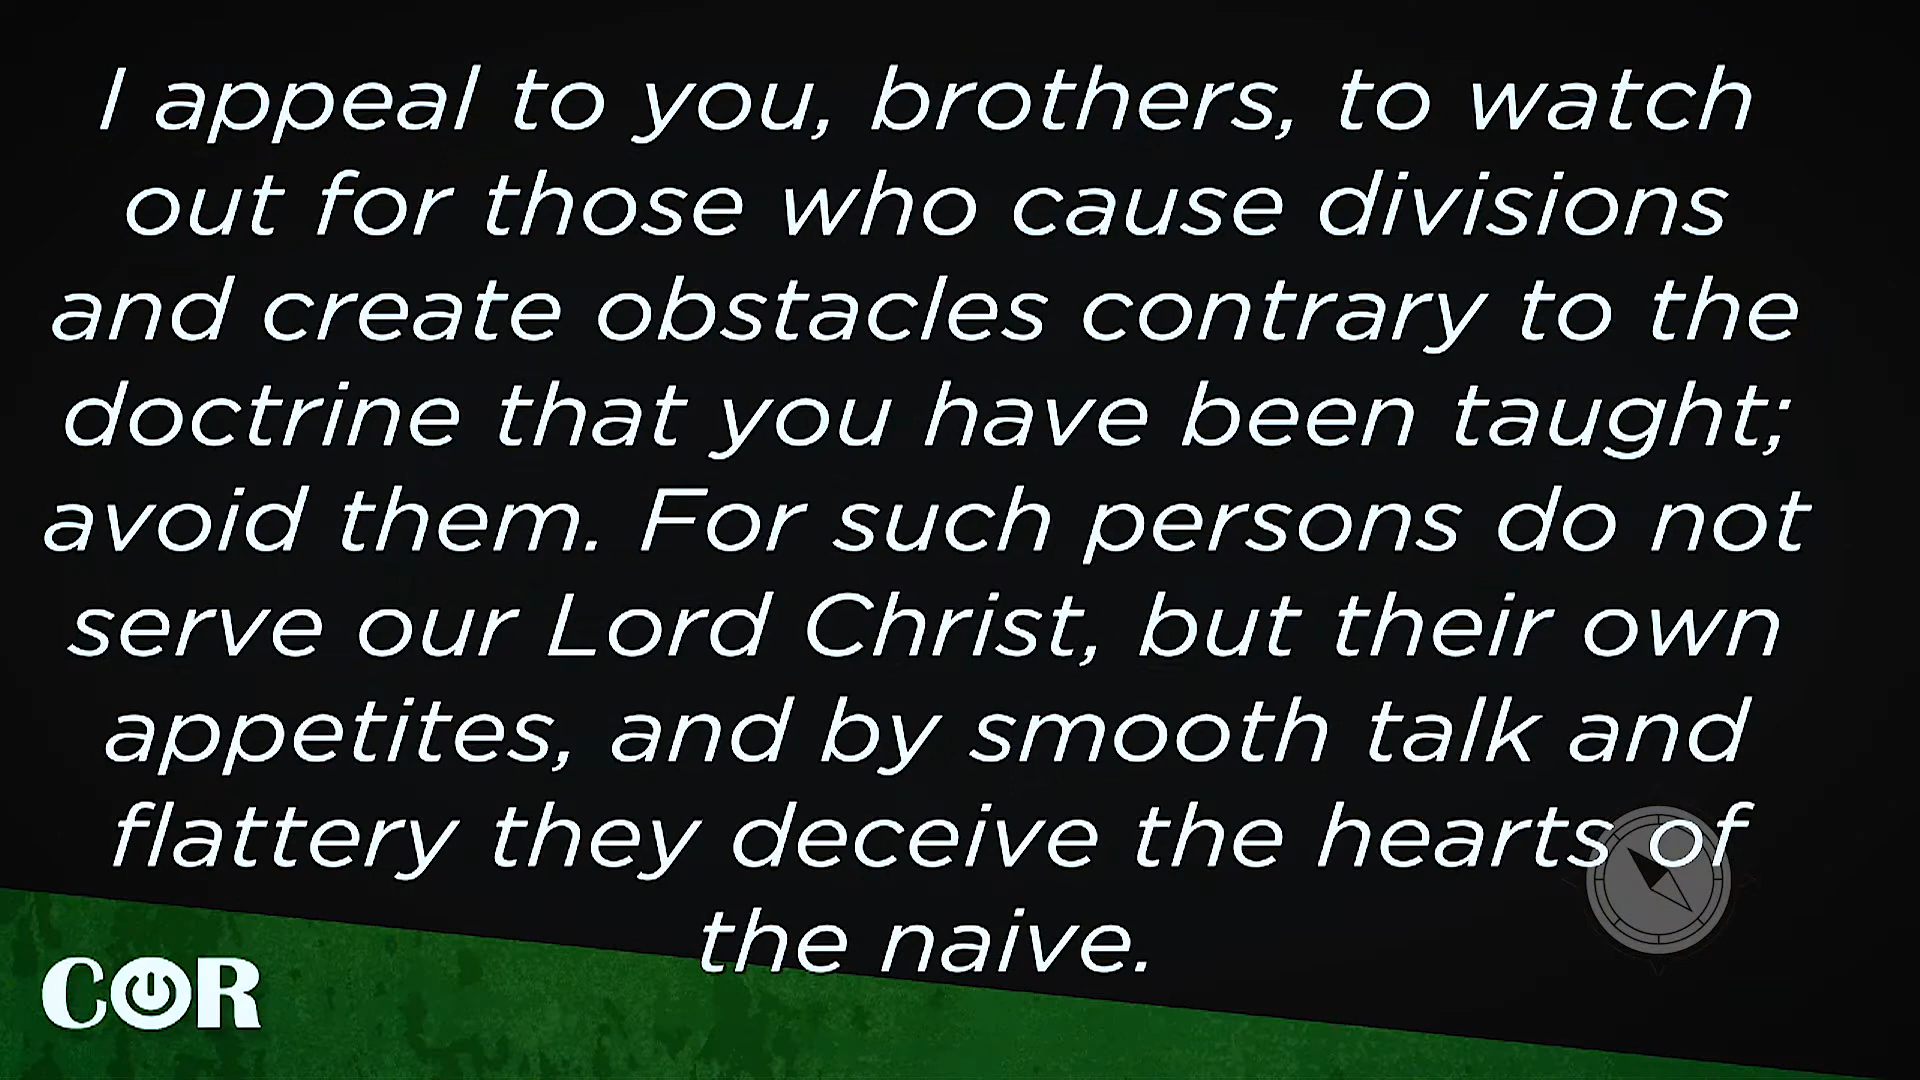 I appeal to you, brothers, to watch
out for those who cause divisions
and create obstacles contrary to the
doctrine that you have been taught;
avoid them. For such persons do not
serve our Lord Christ, but their own
appetites, and by smooth talk and
flattery they deceive the hearts of
the naive.
COR